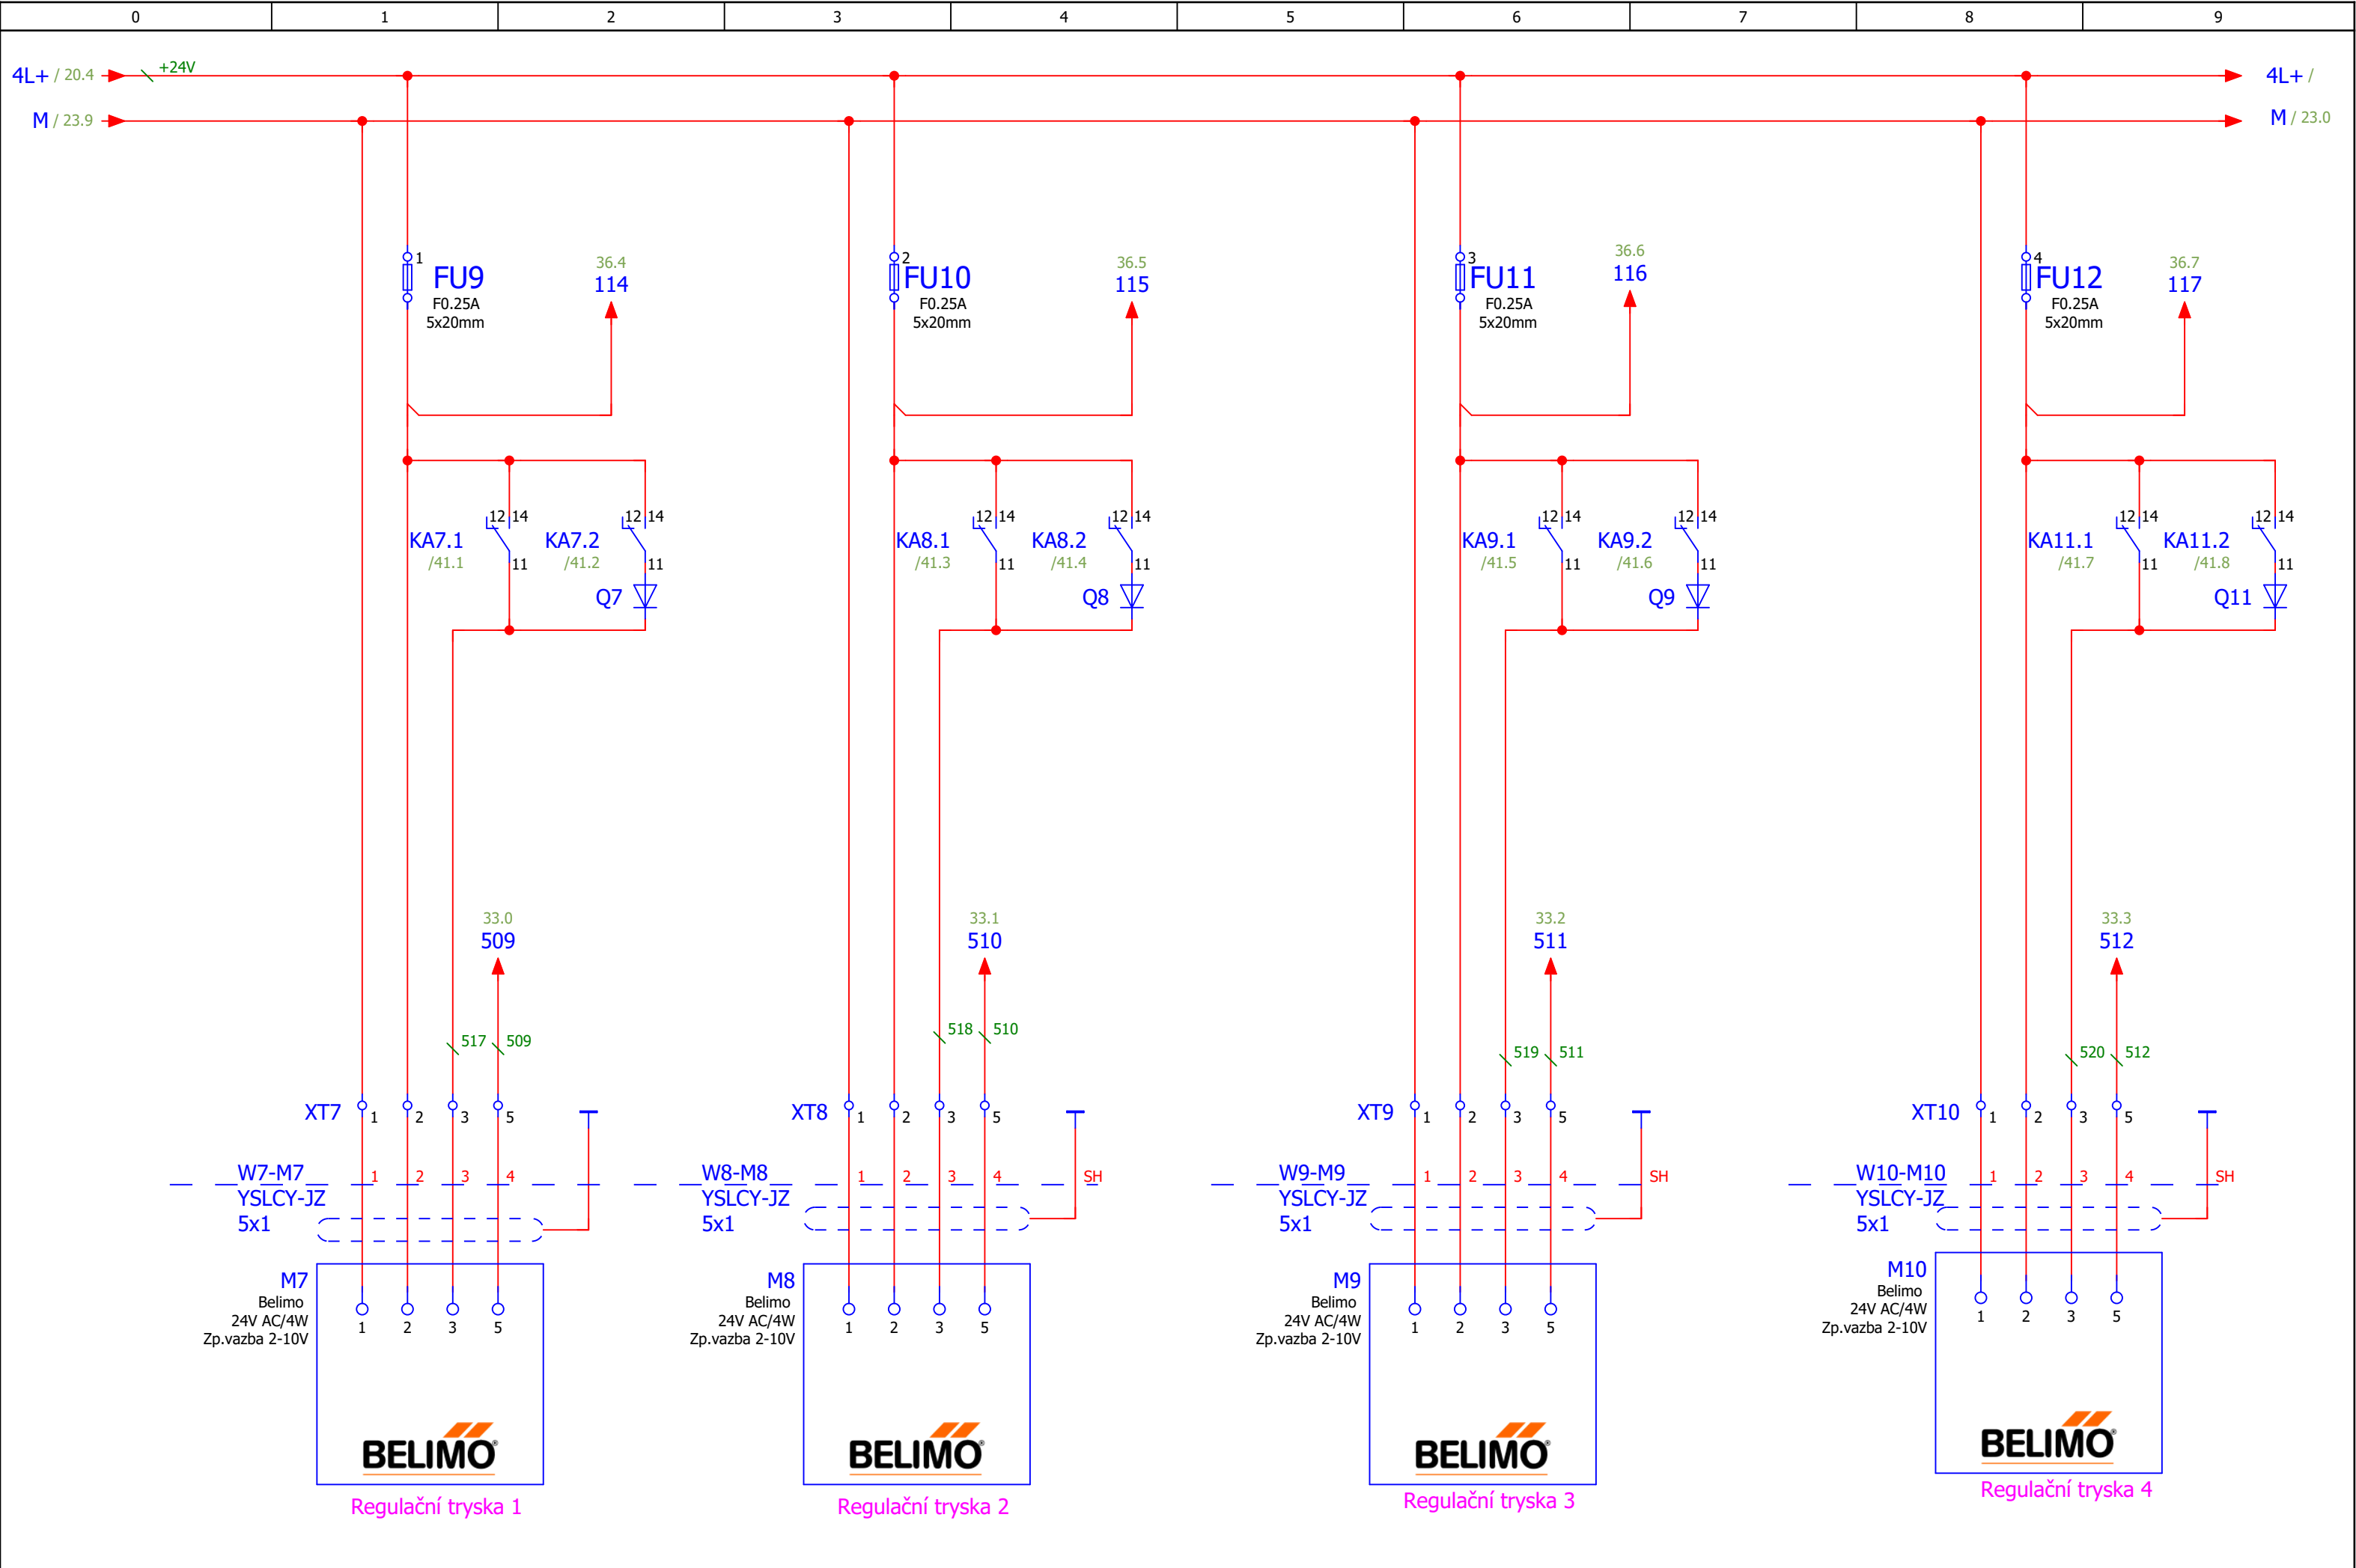 0 1 2 3 4 5 6 7 8 9
4L+ / 20.4 +24V 4L+ /
M / 23.9 M / 23.0
1 FU9
F0.25A
5x20mm
36.4
114
2 FU10
F0.25A
5x20mm
36.5
115
3 FU11
F0.25A
5x20mm
36.6
116
4 FU12
F0.25A
5x20mm
36.7
117
12 14
KA7.1
/41.1
11
12 14
KA7.2
/41.2
11
Q7
12 14
KA8.1
/41.3
11
12 14
KA8.2
/41.4
11
Q8
12 14
KA9.1
/41.5
11
12 14
KA9.2
/41.6
11
Q9
12 14
KA11.1
/41.7
11
12 14
KA11.2
/41.8
11
Q11
33.0
509
517 509
33.1
510
518 510
33.2
511
519 511
33.3
512
520 512
XT7 1 2 3 5
W7-M7 1 2 3 4
YSLCY-JZ
5x1
XT8 1 2 3 5
W8-M8 1 2 3 4 SH
YSLCY-JZ
5x1
XT9 1 2 3 5
W9-M9 1 2 3 4 SH
YSLCY-JZ
5x1
XT10 1 2 3 5
W10-M10 1 2 3 4 SH
YSLCY-JZ
5x1
M7
Belimo
24V AC/4W
Zp.vazba 2-10V
1 2 3 5
BELIMO®
Regulační tryska 1
M8
Belimo
24V AC/4W
Zp.vazba 2-10V
1 2 3 5
BELIMO®
Regulační tryska 2
M9
Belimo
24V AC/4W
Zp.vazba 2-10V
1 2 3 5
BELIMO®
Regulační tryska 3
M10
Belimo
24V AC/4W
Zp.vazba 2-10V
1 2 3 5
BELIMO®
Regulační tryska 4